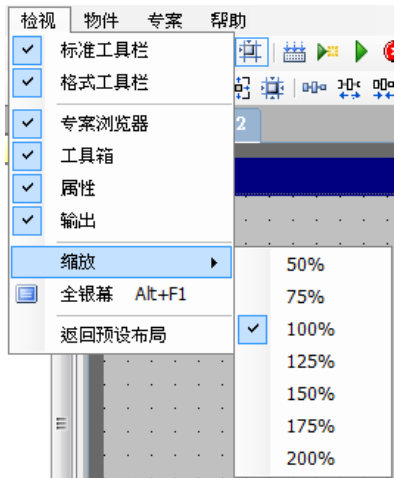 检视 物件 专案 帮助
标准工具栏
格式工具栏
专案浏览器
2
工具箱
属性
输出
缩放
50%
全银幕 Alt+F1
75%
100%
返回预设布局
125%
150%
175%
200%